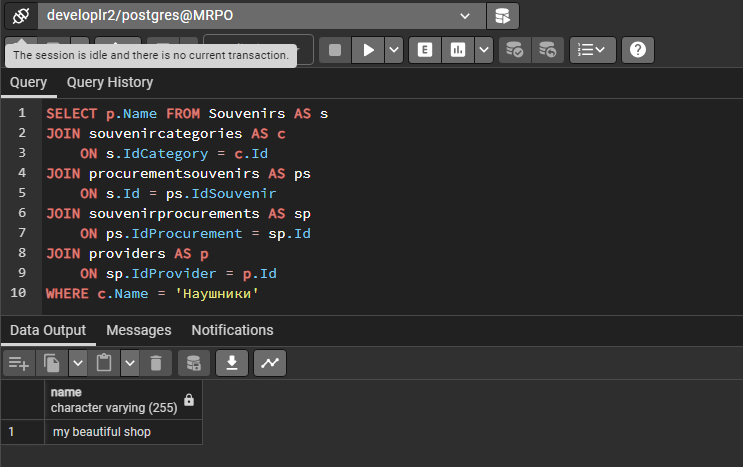 developlr2/postgres@MRPO
The session is idle and there is no current transaction.
E
Query Query History
1 SELECT p.Name FROM Souvenirs AS s
2 JOIN souvenircategories AS c
3 ON s.IdCategory = c.Id
4 JOIN procurementsouvenirs AS ps
5 ON s.Id = ps.IdSouvenir
6 JOIN souvenirprocurements AS sp
7 ON ps.IdProcurement = sp.Id
8 JOIN providers AS p
9 ON sp.IdProvider = p.Id
10 WHERE c.Name = 'Наушники'
Data Output Messages Notifications
name
character varying (255)
1 my beautiful shop